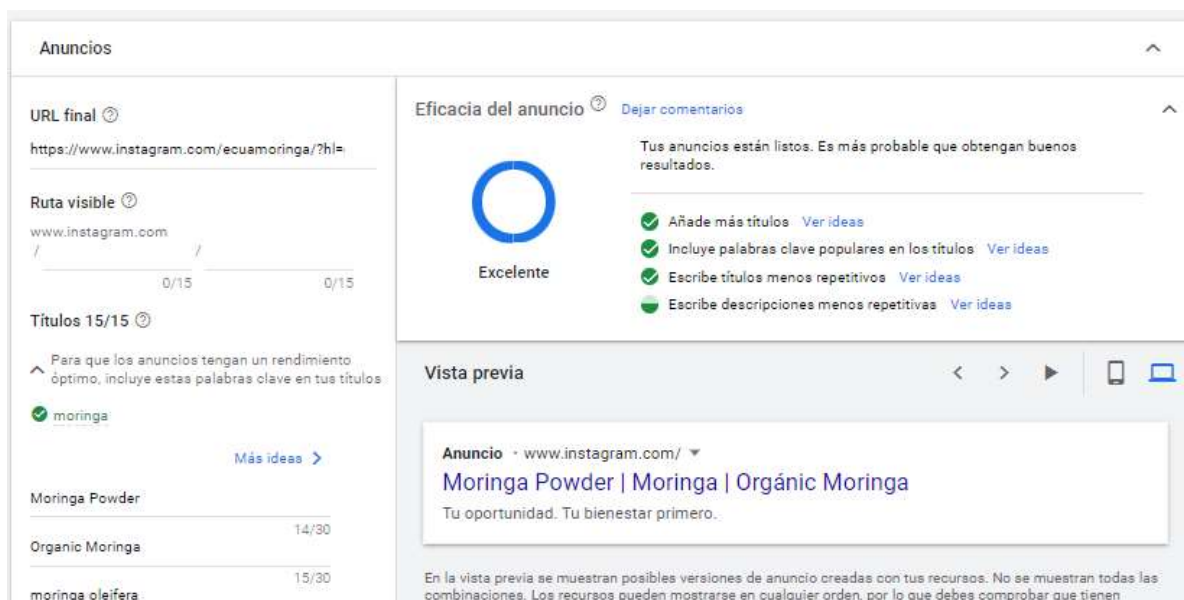 Anuncios
URL final
https://www.instagram.com/ecuamoringa/?hl=
Ruta visible
www.instagram.com
/ /
0/15 0/15
Títulos 15/15
Para que los anuncios tengan un rendimiento
óptimo, incluye estas palabras clave en tus títulos
moringa
Más ideas
Moringa Powder
14/30
Organic Moringa
15/30
moringa oleifera
Eficacia del anuncio Dejar comentarios
Tus anuncios están listos. Es más probable que obtengan buenos
resultados.
Excelente
Añade más títulos Ver ideas
Incluye palabras clave populares en los títulos Ver ideas
Escribe títulos menos repetitivos Ver ideas
Escribe descripciones menos repetitivas Ver ideas
Vista previa
Anuncio · www.instagram.com/
Moringa Powder | Moringa | Orgánic Moringa
Tu oportunidad. Tu bienestar primero.
En la vista previa se muestran posibles versiones de anuncio creadas con tus recursos. No se muestran todas las
combinaciones. Los recursos pueden mostrarse en cualquier orden, por lo que debes comprobar que tienen